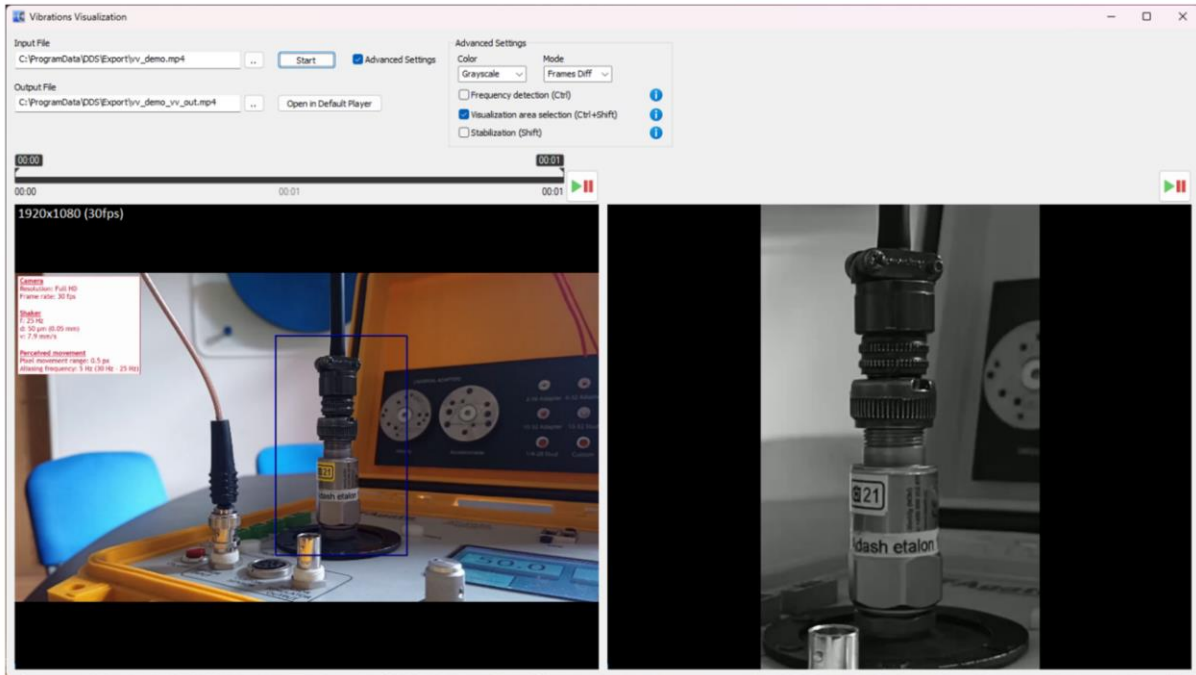 Vibrations Visualization
Input File
C:\ProgramData\DDS\Export\vv_demo.mp4
..
Start
Advanced Settings
Output File
C:\ProgramData\DDS\Export\vv_demo_vv_out.mp4
..
Open in Default Player
Advanced Settings
Color
Mode
Grayscale
Frames Diff
Frequency detection (Ctrl)
Visualization area selection (Ctrl+Shift)
Stabilization (Shift)
00:00
00:01
00:00
00:01
00:01
1920x1080 (30fps)
Camera
Resolution: Full HD
Frame rate: 30 fps
Shaker
f: 25 Hz
d: 50 µm (0.05 mm)
v: 7.9 mm/s
Perceived movement
Pixel movement range: 0.5 px
Aliasing frequency: 5 Hz (30 Hz - 25 Hz)
21
Adash etalon
50.0
21
Adash etalon